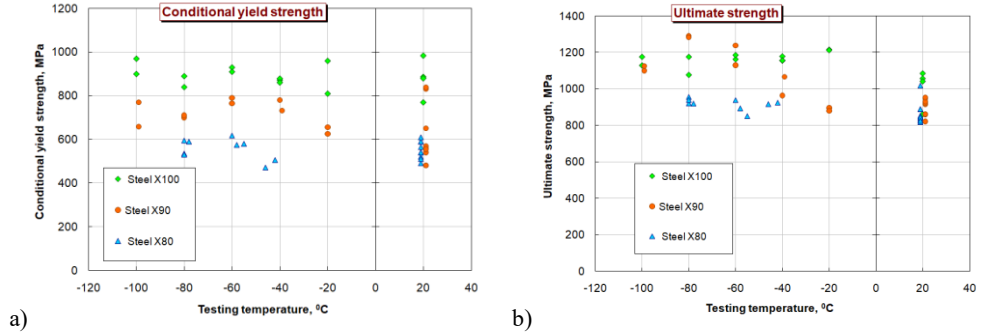 Conditional yield strength
1200
1000
800
600
400
200
0
-120 -100 -80 -60 -40 -20 0 20 40
Conditional yield strength, MPa
Testing temperature, ⁰C
Steel X100
Steel X90
Steel X80
a)
Ultimate strength
1400
1200
1000
800
600
400
200
0
-120 -100 -80 -60 -40 -20 0 20 40
Ultimate strength, MPa
Testing temperature, ⁰C
Steel X100
Steel X90
Steel X80
b)